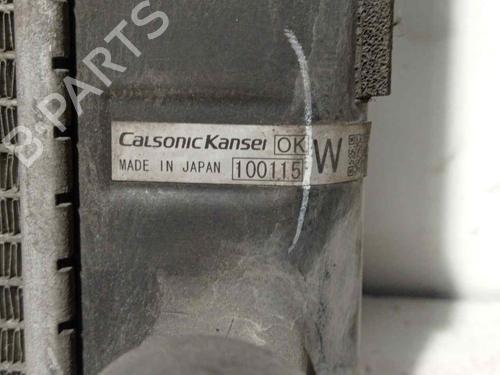 B-PARTS
CalsonicKansei OK W
MADE IN JAPAN 100115